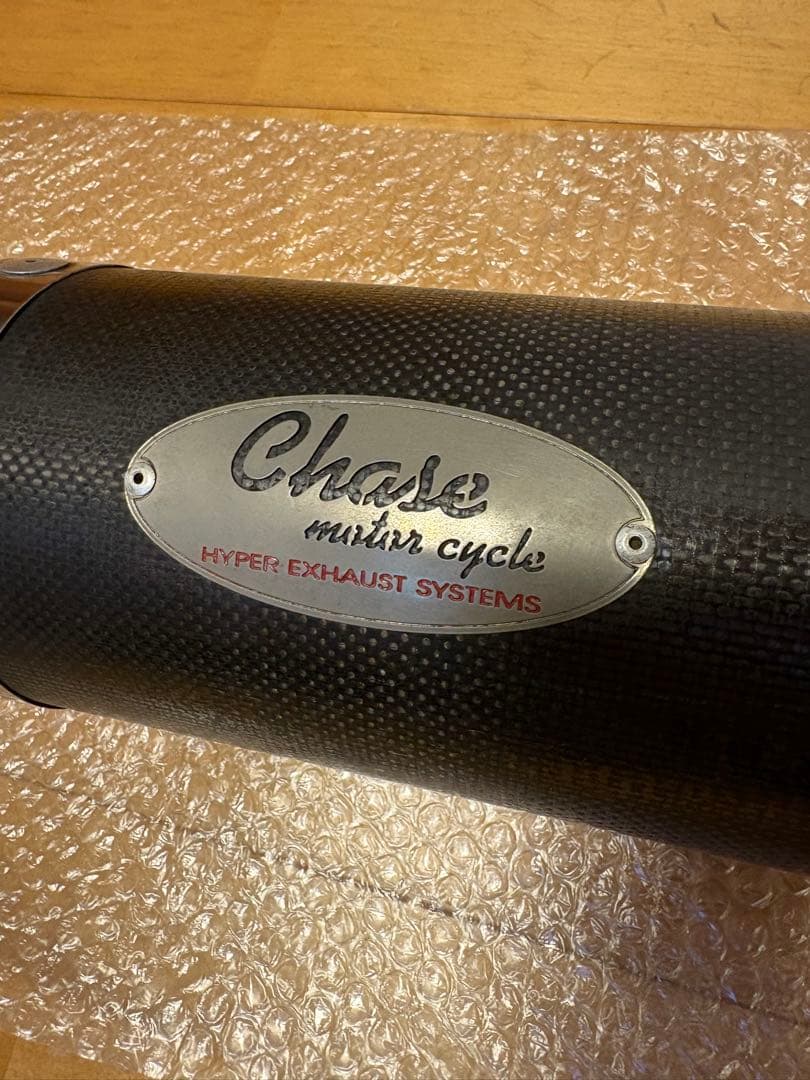 Chase
motor cycle
HYPER EXHAUST SYSTEMS